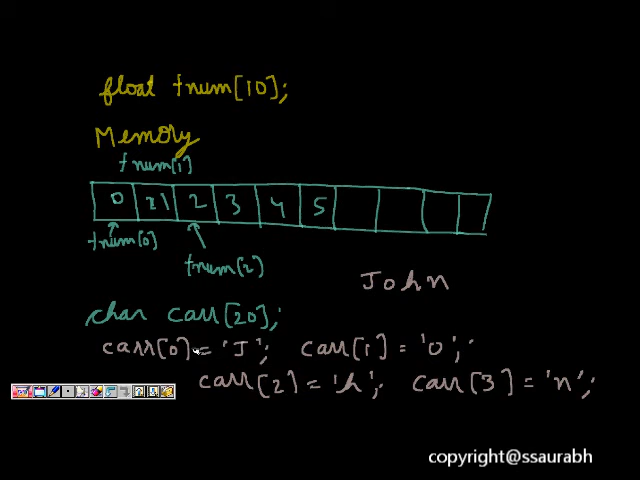 float fnum[10];
Memory
fnum[1]
0 1 2 3 4 5
fnum[0]
fnum[2]
John
char carr[20];
carr[0] = 'J'; carr[1] = 'o';
carr[2] = 'h'; carr[3] = 'n';
copyright@ssaurabh